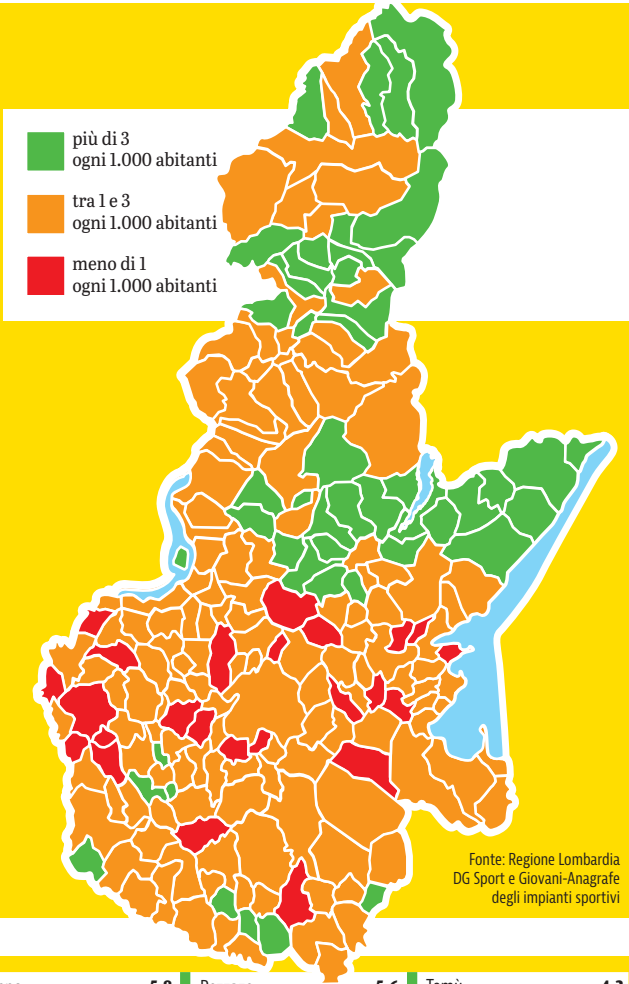 più di 3
ogni 1.000 abitanti
tra 1 e 3
ogni 1.000 abitanti
meno di 1
ogni 1.000 abitanti
Fonte: Regione Lombardia
DG Sport e Giovani-Anagrafe
degli impianti sportivi